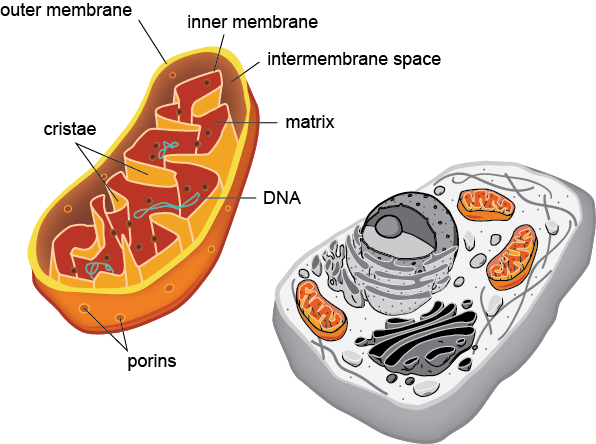 outer membrane
inner membrane
intermembrane space
cristae
matrix
DNA
porins